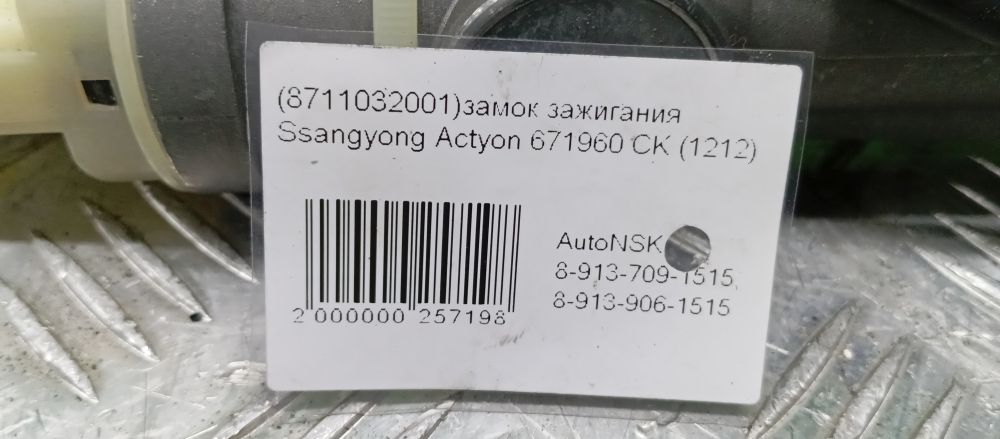 (8711032001)замок зажигания
Ssangyong Actyon 671960 СК (1212)
AutoNSK
8-913-709-1515,
8-913-906-1515
2 000000 257198